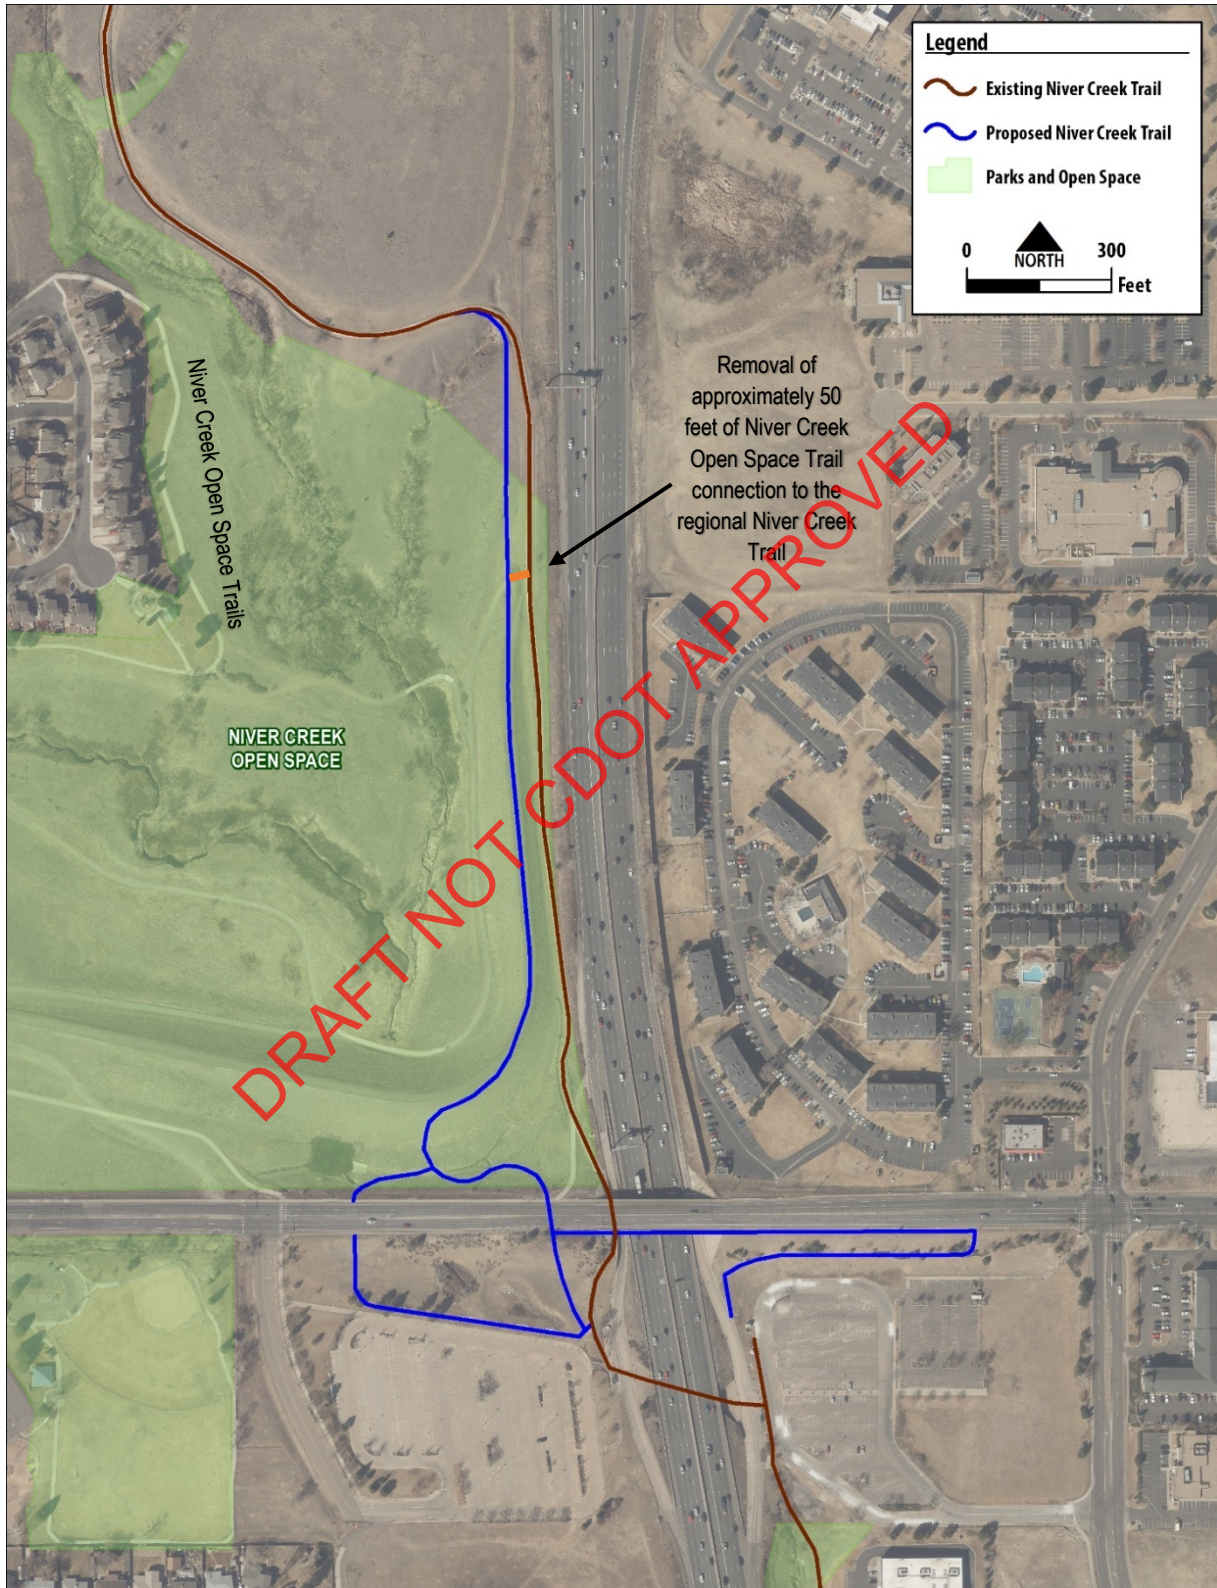 Legend
Existing Niver Creek Trail
Proposed Niver Creek Trail
Parks and Open Space
0 300
NORTH
Feet
Removal of
approximately 50
feet of Niver Creek
Open Space Trail
connection to the
regional Niver Creek
Trail
Niver Creek Open Space Trails
NIVER CREEK
OPEN SPACE
DRAFT NOT CDOT APPROVED